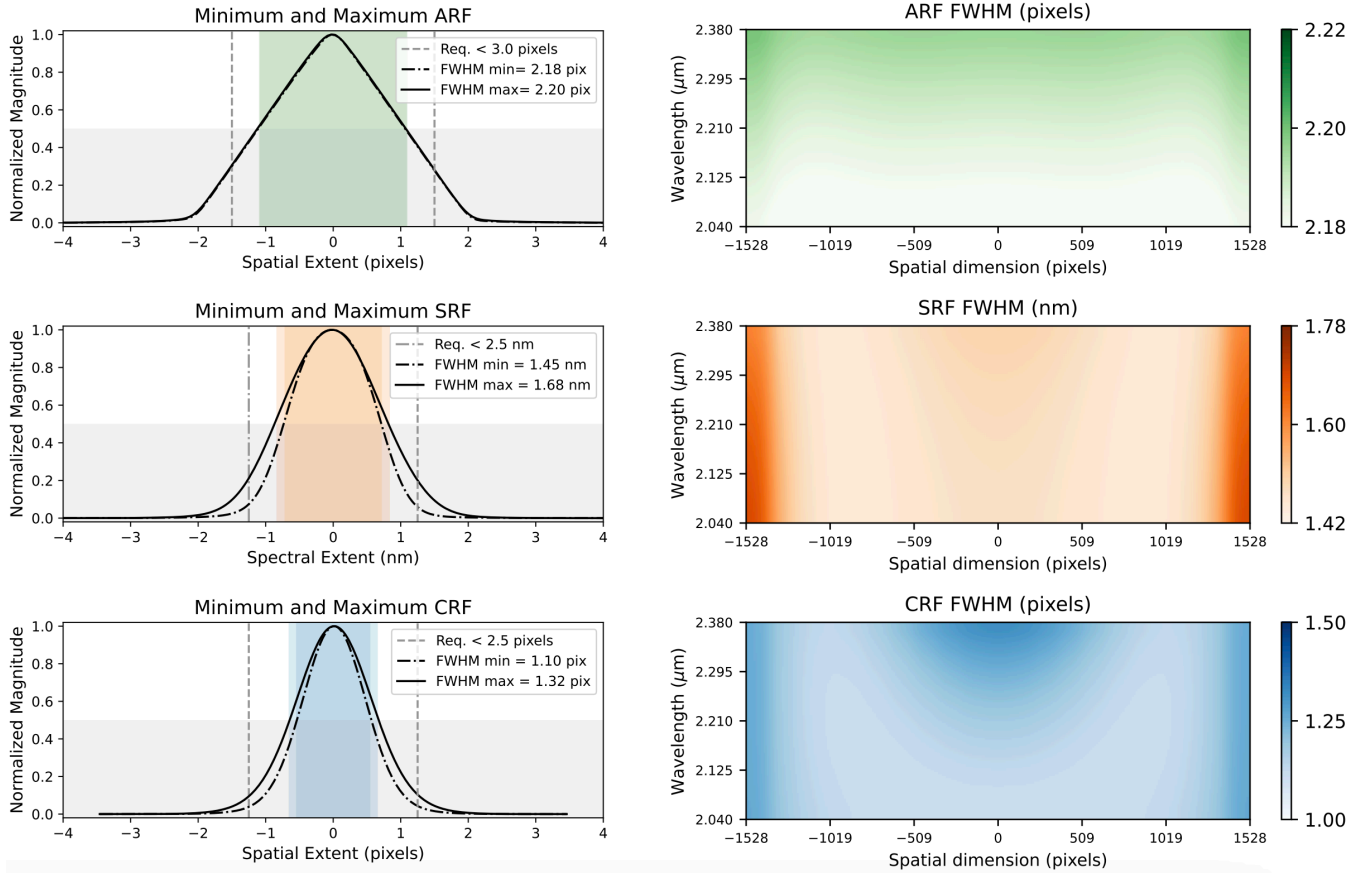 Minimum and Maximum ARF
Normalized Magnitude
1.0
0.8
0.6
0.4
0.2
0.0
Req. < 3.0 pixels
FWHM min= 2.18 pix
FWHM max= 2.20 pix
−4 −3 −2 −1 0 1 2 3 4
Spatial Extent (pixels)
ARF FWHM (pixels)
Wavelength (μm)
2.380
2.295
2.210
2.125
2.040
−1528 −1019 −509 0 509 1019 1528
Spatial dimension (pixels)
2.22
2.20
2.18
Minimum and Maximum SRF
Normalized Magnitude
1.0
0.8
0.6
0.4
0.2
0.0
Req. < 2.5 nm
FWHM min = 1.45 nm
FWHM max = 1.68 nm
−4 −3 −2 −1 0 1 2 3 4
Spectral Extent (nm)
SRF FWHM (nm)
Wavelength (μm)
2.380
2.295
2.210
2.125
2.040
−1528 −1019 −509 0 509 1019 1528
Spatial dimension (pixels)
1.78
1.60
1.42
Minimum and Maximum CRF
Normalized Magnitude
1.0
0.8
0.6
0.4
0.2
0.0
Req. < 2.5 pixels
FWHM min = 1.10 pix
FWHM max = 1.32 pix
−4 −3 −2 −1 0 1 2 3 4
Spatial Extent (pixels)
CRF FWHM (pixels)
Wavelength (μm)
2.380
2.295
2.210
2.125
2.040
−1528 −1019 −509 0 509 1019 1528
Spatial dimension (pixels)
1.50
1.25
1.00